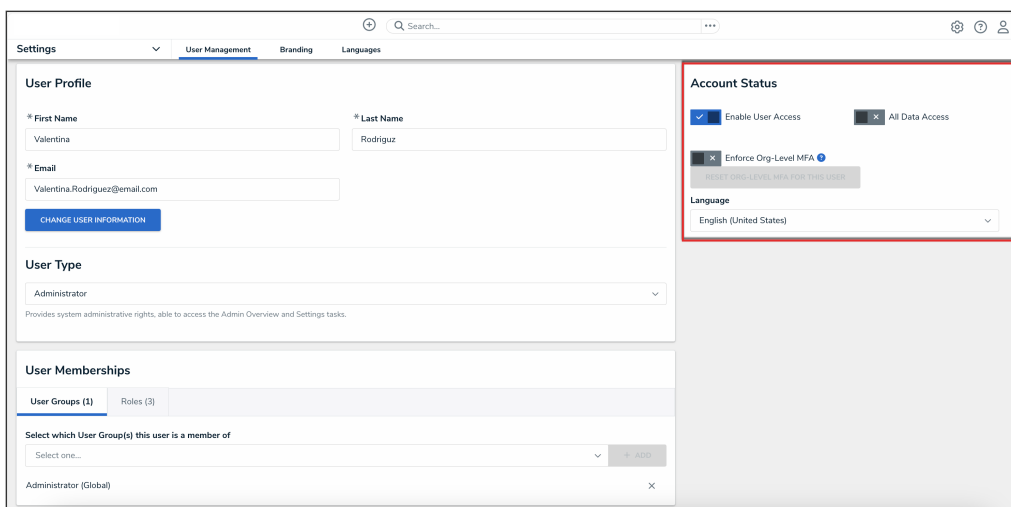 Search...
Settings
User Management
Branding
Languages
User Profile
* First Name
* Last Name
Valentina
Rodriguz
* Email
Valentina.Rodriguez@email.com
CHANGE USER INFORMATION
User Type
Administrator
Provides system administrative rights, able to access the Admin Overview and Settings tasks.
User Memberships
User Groups (1)
Roles (3)
Select which User Group(s) this user is a member of
Select one...
+ ADD
Administrator (Global)
Account Status
Enable User Access
All Data Access
Enforce Org-Level MFA ?
RESET ORG-LEVEL MFA FOR THIS USER
Language
English (United States)